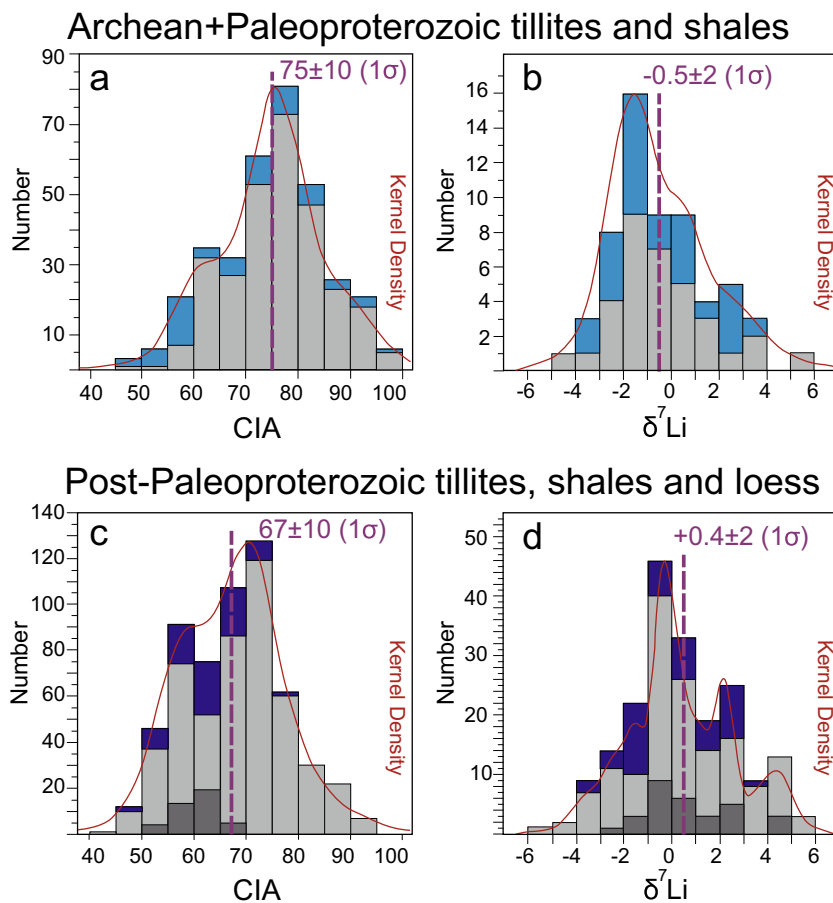 Archean+Paleoproterozoic tillites and shales
a
75±10 (1σ)
90
70
50
30
10
Number
Kernel Density
40 50 60 70 80 90 100
CIA
b
-0.5±2 (1σ)
16
14
12
10
8
6
4
2
Number
Kernel Density
-6 -4 -2 0 2 4 6
δ⁷Li
Post-Paleoproterozoic tillites, shales and loess
c
67±10 (1σ)
140
120
100
80
60
40
20
Number
Kernel Density
40 50 60 70 80 90 100
CIA
d
+0.4±2 (1σ)
50
40
30
20
10
Number
Kernel Density
-6 -4 -2 0 2 4 6
δ⁷Li